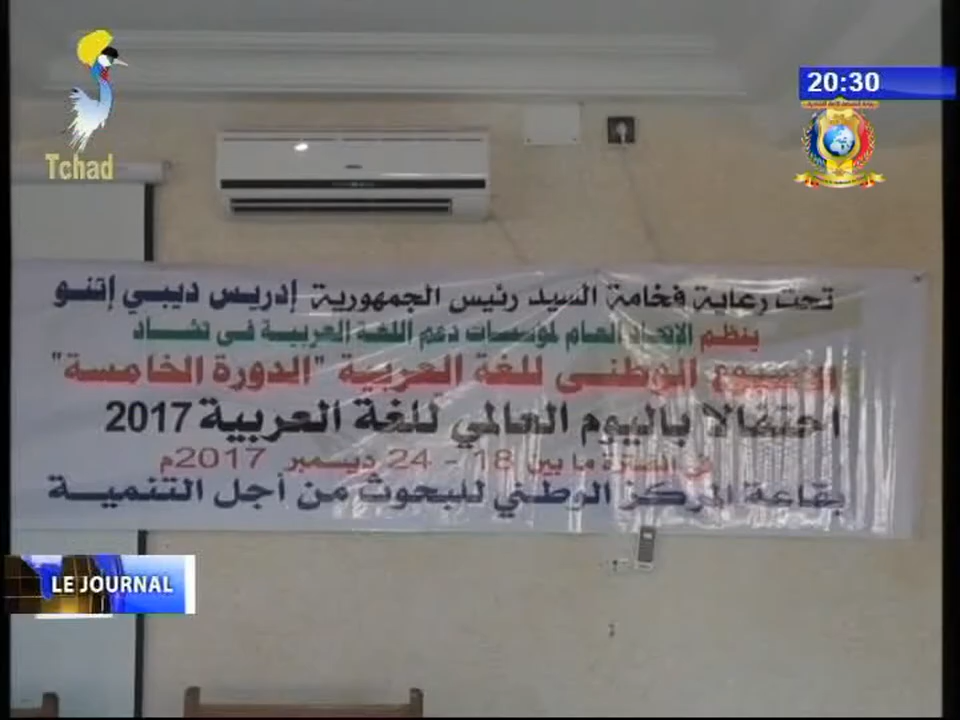 Tchad
20:30
تحت رعاية فخامة السيد رئيس الجمهورية إدريس ديبي إتنو
ينظم الإتحاد العام لمؤسسات دعم اللغة العربية في تشاد
الأسبوع الوطني للغة العربية "الدورة الخامسة"
احتفالا باليوم العالمي للغة العربية 2017
في الفترة ما بين 18 - 24 ديسمبر 2017م
بقاعة المركز الوطني للبحوث من أجل التنمية
LE JOURNAL